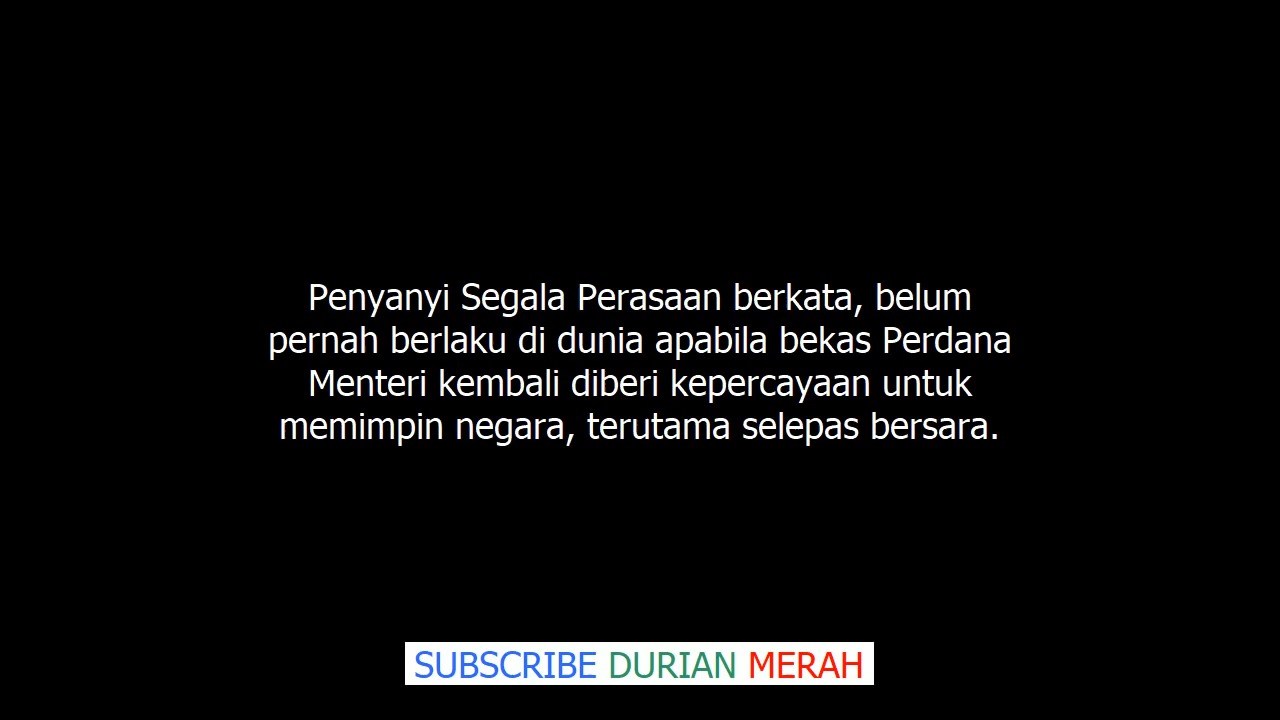 Penyanyi Segala Perasaan berkata, belum
pernah berlaku di dunia apabila bekas Perdana
Menteri kembali diberi kepercayaan untuk
memimpin negara, terutama selepas bersara.
SUBSCRIBE DURIAN MERAH